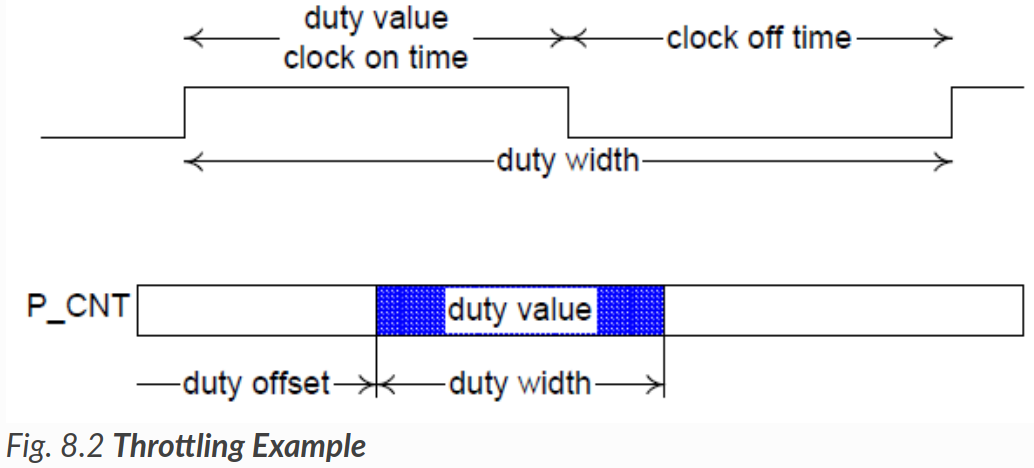 duty value
clock on time
clock off time
duty width
P_CNT
duty value
duty offset
duty width
Fig. 8.2 Throttling Example